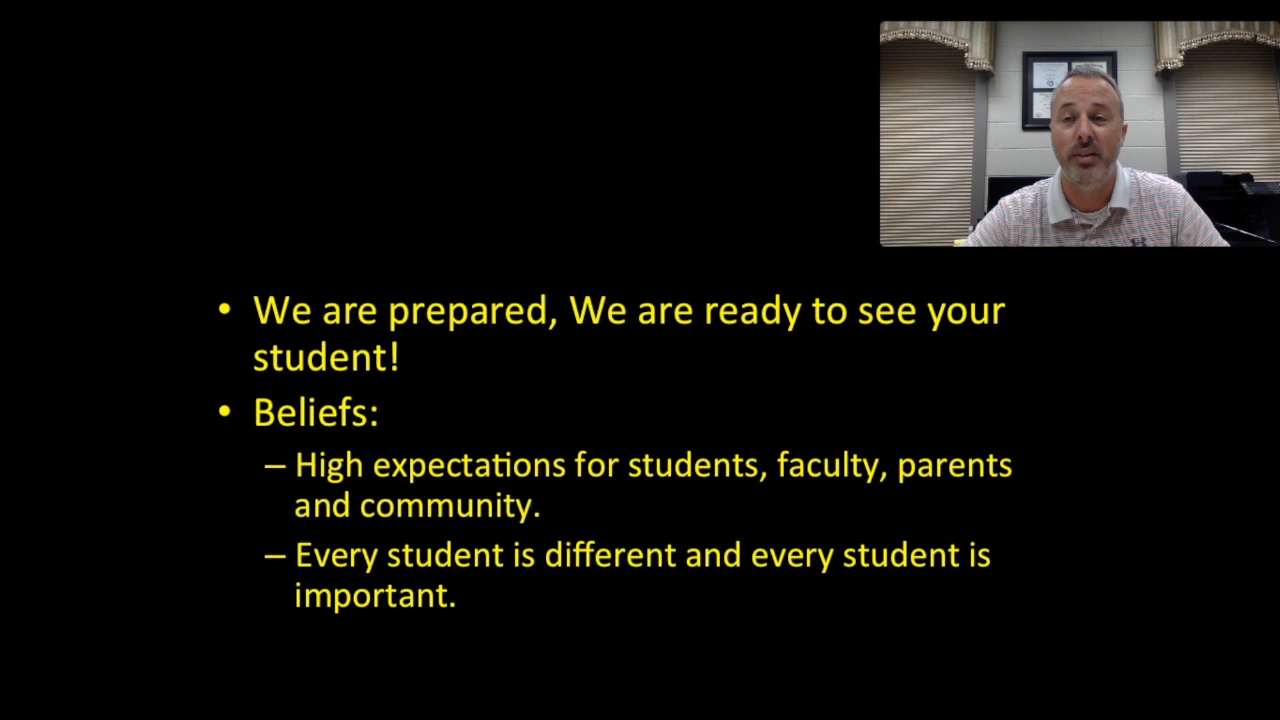 • We are prepared, We are ready to see your
student!
• Beliefs:
– High expectations for students, faculty, parents
and community.
– Every student is different and every student is
important.